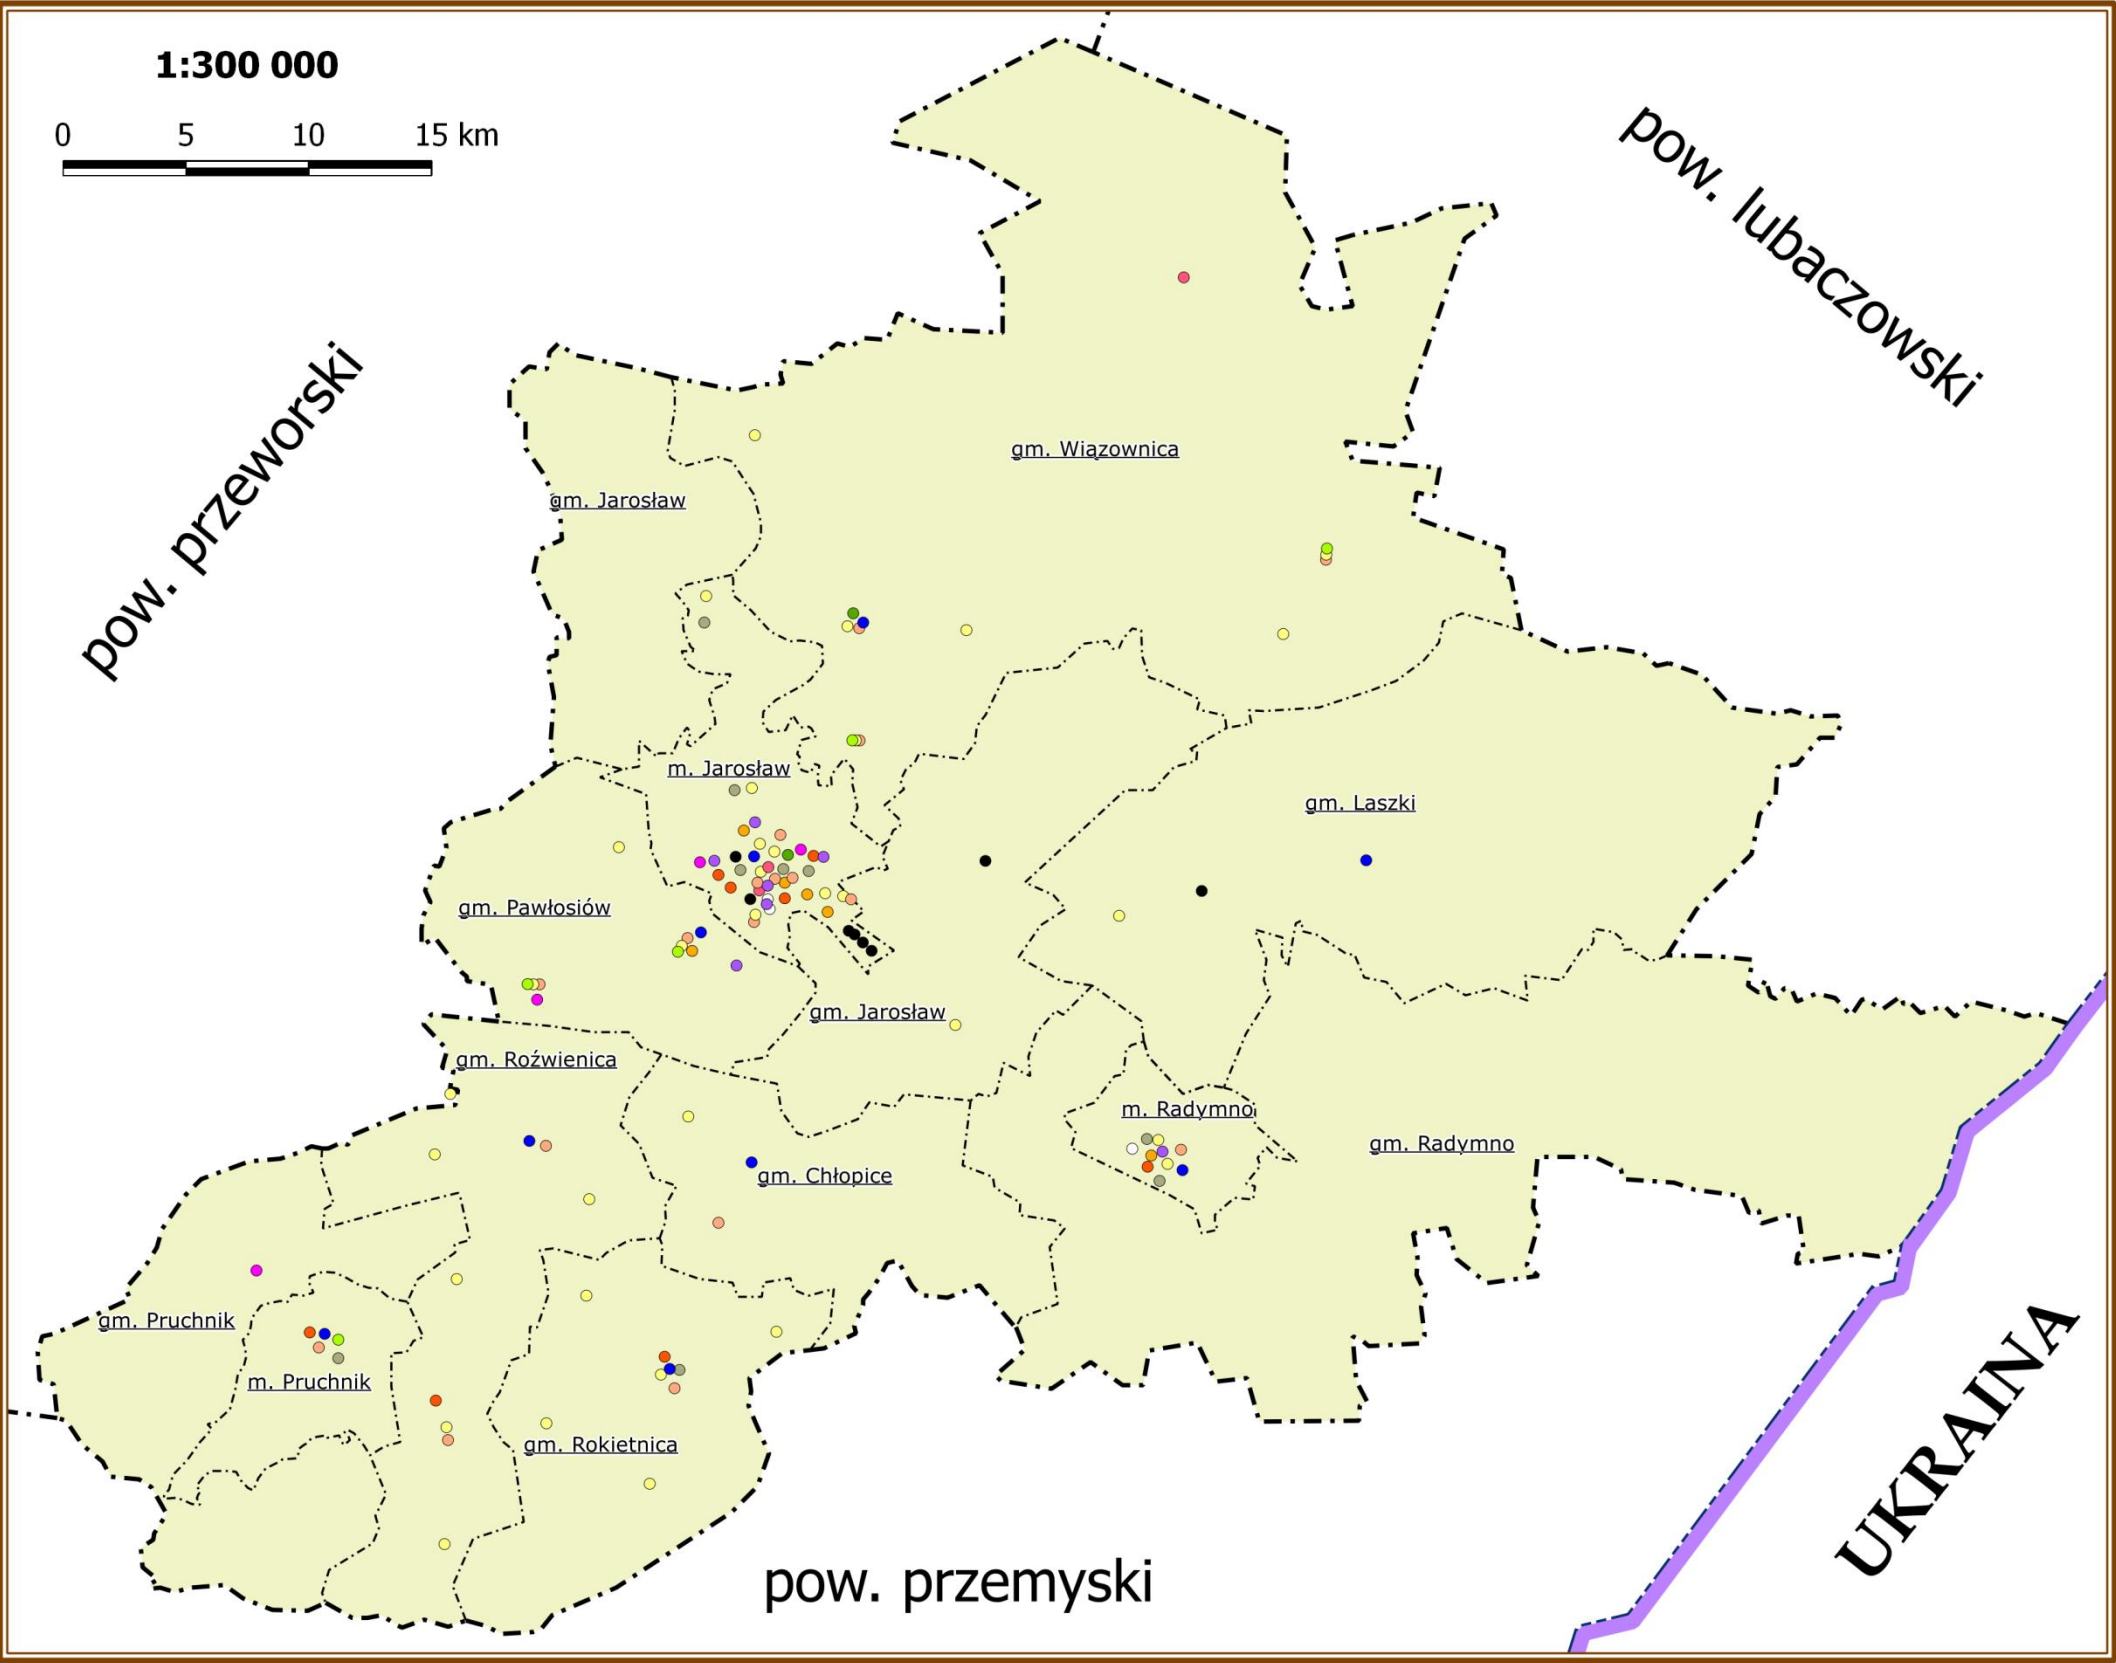 1:300 000
0 5 10 15 km
pow. lubaczowski
pow. przeworski
gm. Wiązownica
gm. Jarosław
m. Jarosław
gm. Laszki
gm. Pawłosiów
gm. Jarosław
gm. Roźwienica
m. Radymno
gm. Radymno
gm. Chłopice
gm. Pruchnik
m. Pruchnik
gm. Rokietnica
UKRAINA
pow. przemyski